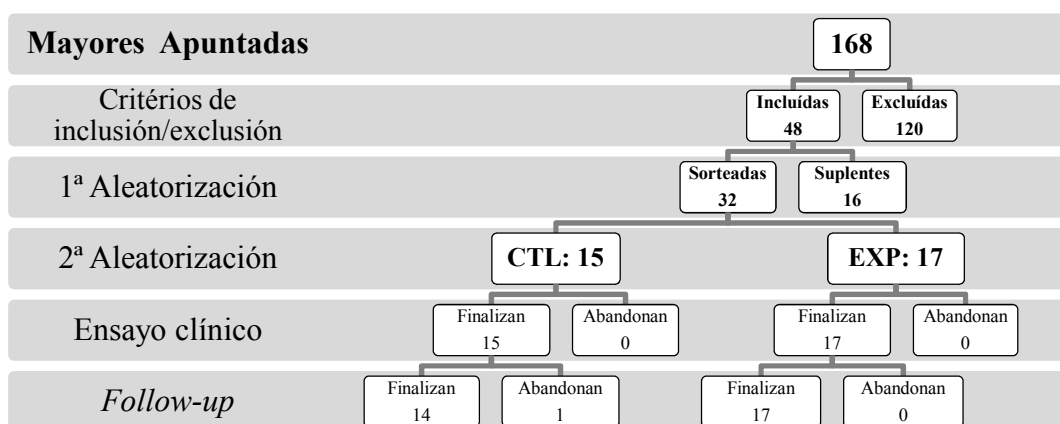 Mayores Apuntadas
168
Critérios de
inclusión/exclusión
Incluídas
48
Excluídas
120
1ª Aleatorización
Sorteadas
32
Suplentes
16
2ª Aleatorización
CTL: 15
EXP: 17
Ensayo clínico
Finalizan
15
Abandonan
0
Finalizan
17
Abandonan
0
Follow-up
Finalizan
14
Abandonan
1
Finalizan
17
Abandonan
0